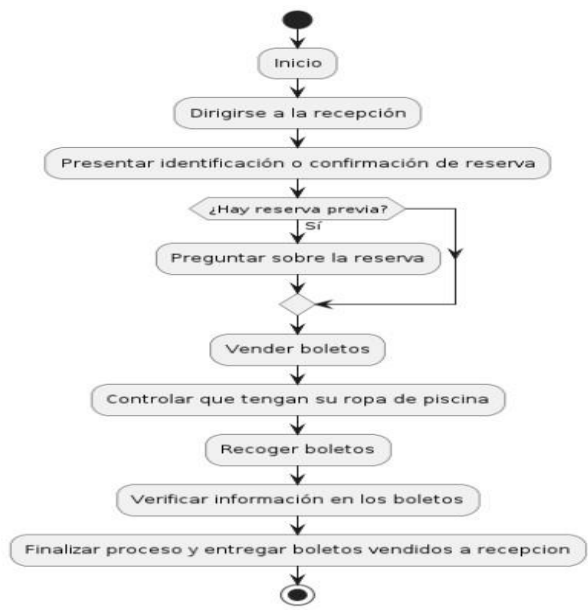 Inicio
Dirigirse a la recepción
Presentar identificación o confirmación de reserva
¿Hay reserva previa?
Sí
Preguntar sobre la reserva
Vender boletos
Controlar que tengan su ropa de piscina
Recoger boletos
Verificar información en los boletos
Finalizar proceso y entregar boletos vendidos a recepcion